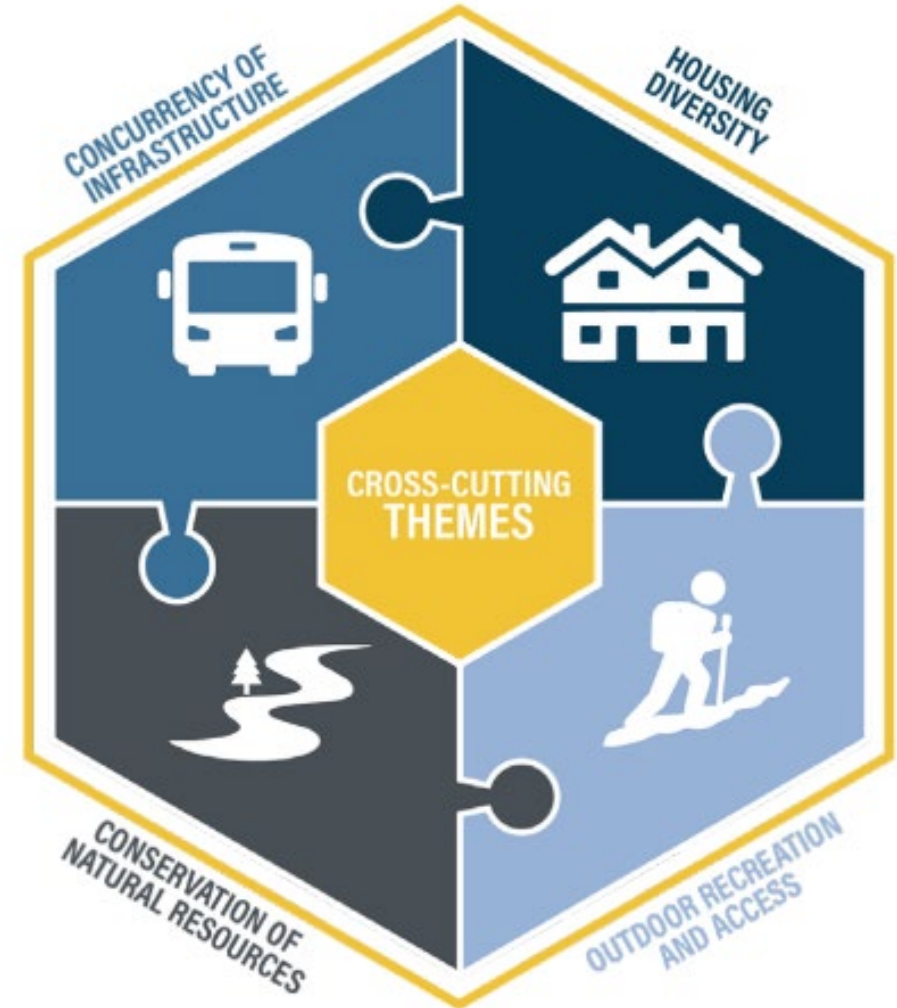 CONCURRENCY OF
INFRASTRUCTURE
HOUSING
DIVERSITY
CROSS-CUTTING
THEMES
CONSERVATION OF
NATURAL RESOURCES
OUTDOOR RECREATION
AND ACCESS